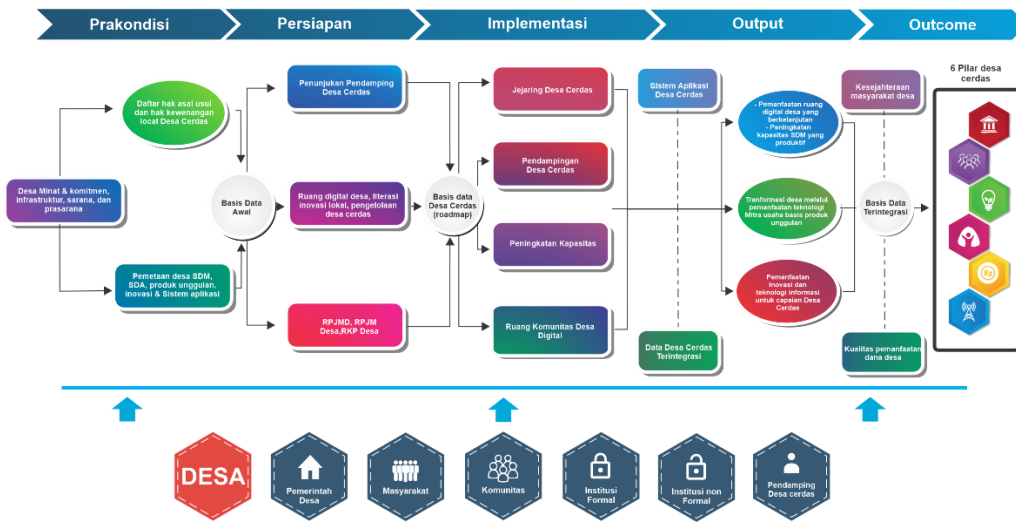 Prakondisi
Persiapan
Implementasi
Output
Outcome
Daftar hak asal usul
dan hak kewenangan
local Desa Cerdas
Desa Minat & komitmen,
infrastruktur, sarana, dan
prasarana
Pemetaan desa SDM,
SDA, produk unggulan,
inovasi & Sistem aplikasi
Basis Data
Awal
Penunjukan Pendamping
Desa Cerdas
Ruang digital desa, literasi
inovasi lokal, pengelolaan
desa cerdas
RPJMD, RPJM
Desa,RKP Desa
Basis data
Desa Cerdas
(roadmap)
Jejaring Desa Cerdas
Pendampingan
Desa Cerdas
Peningkatan Kapasitas
Ruang Komunitas Desa
Digital
Sistem Aplikasi
Desa Cerdas
Data Desa Cerdas
Terintegrasi
- Pemanfaatan ruang
digital desa yang
berkelanjutan
- Peningkatan
kapasitas SDM yang
produktif
Tranformasi desa melalui
pemanfaatan teknologi
Mitra usaha basis produk
unggulan
Pemanfaatan
inovasi dan
teknologi informasi
untuk capaian Desa
Cerdas
Kesejahteraan
masyarakat desa
Basis Data
Terintegrasi
Kualitas pemanfaatan
dana desa
6 Pilar desa
cerdas
Rp
DESA
Pemerintah
Desa
Masyarakat
Komunitas
Institusi
Formal
Institusi non
Formal
Pendamping
Desa cerdas